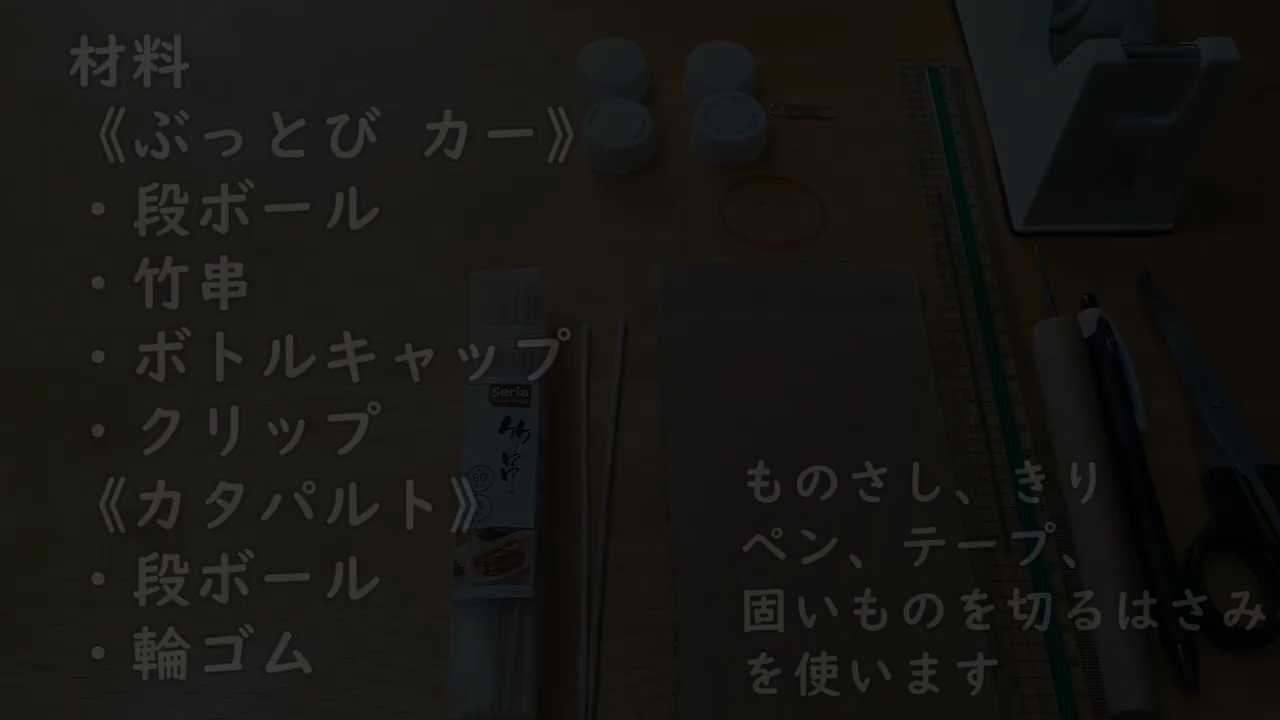 材料
《ぶっとび カー》
・段ボール
・竹串
・ボトルキャップ
・クリップ
《カタパルト》
・段ボール
・輪ゴム
ものさし、きり
ペン、テープ、
固いものを切るはさみ
を使います
Seria
竹串